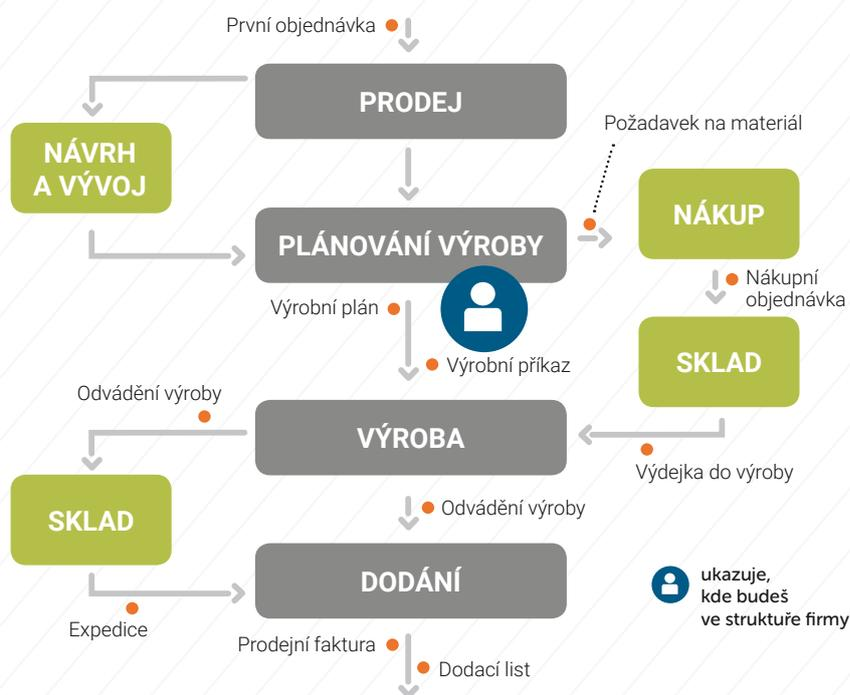 První objednávka
PRODEJ
Požadavek na materiál
NÁVRH
A VÝVOJ
NÁKUP
PLÁNOVÁNÍ VÝROBY
Nákupní
objednávka
Výrobní plán
Výrobní příkaz
SKLAD
Odvádění výroby
VÝROBA
Výdejka do výroby
SKLAD
Odvádění výroby
DODÁNÍ
ukazuje,
kde budeš
ve struktuře firmy
Expedice
Prodejní faktura
Dodací list